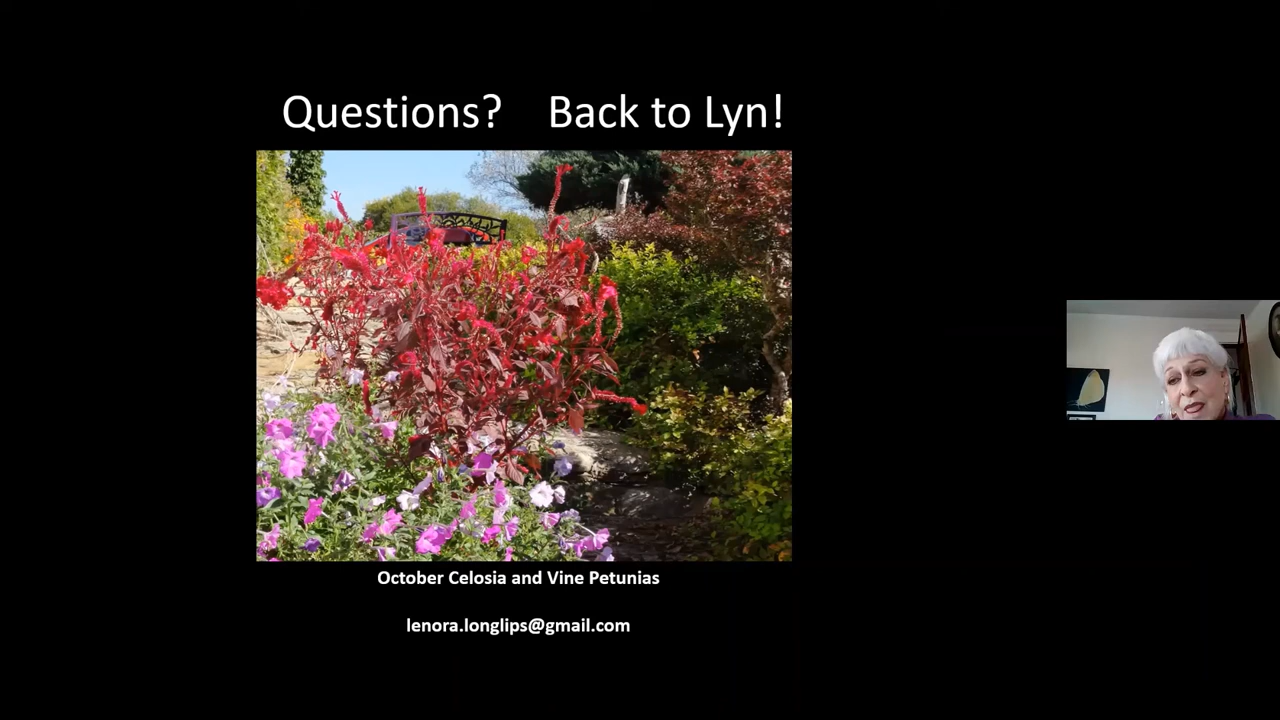 Questions? Back to Lyn!
October Celosia and Vine Petunias
lenora.longlips@gmail.com